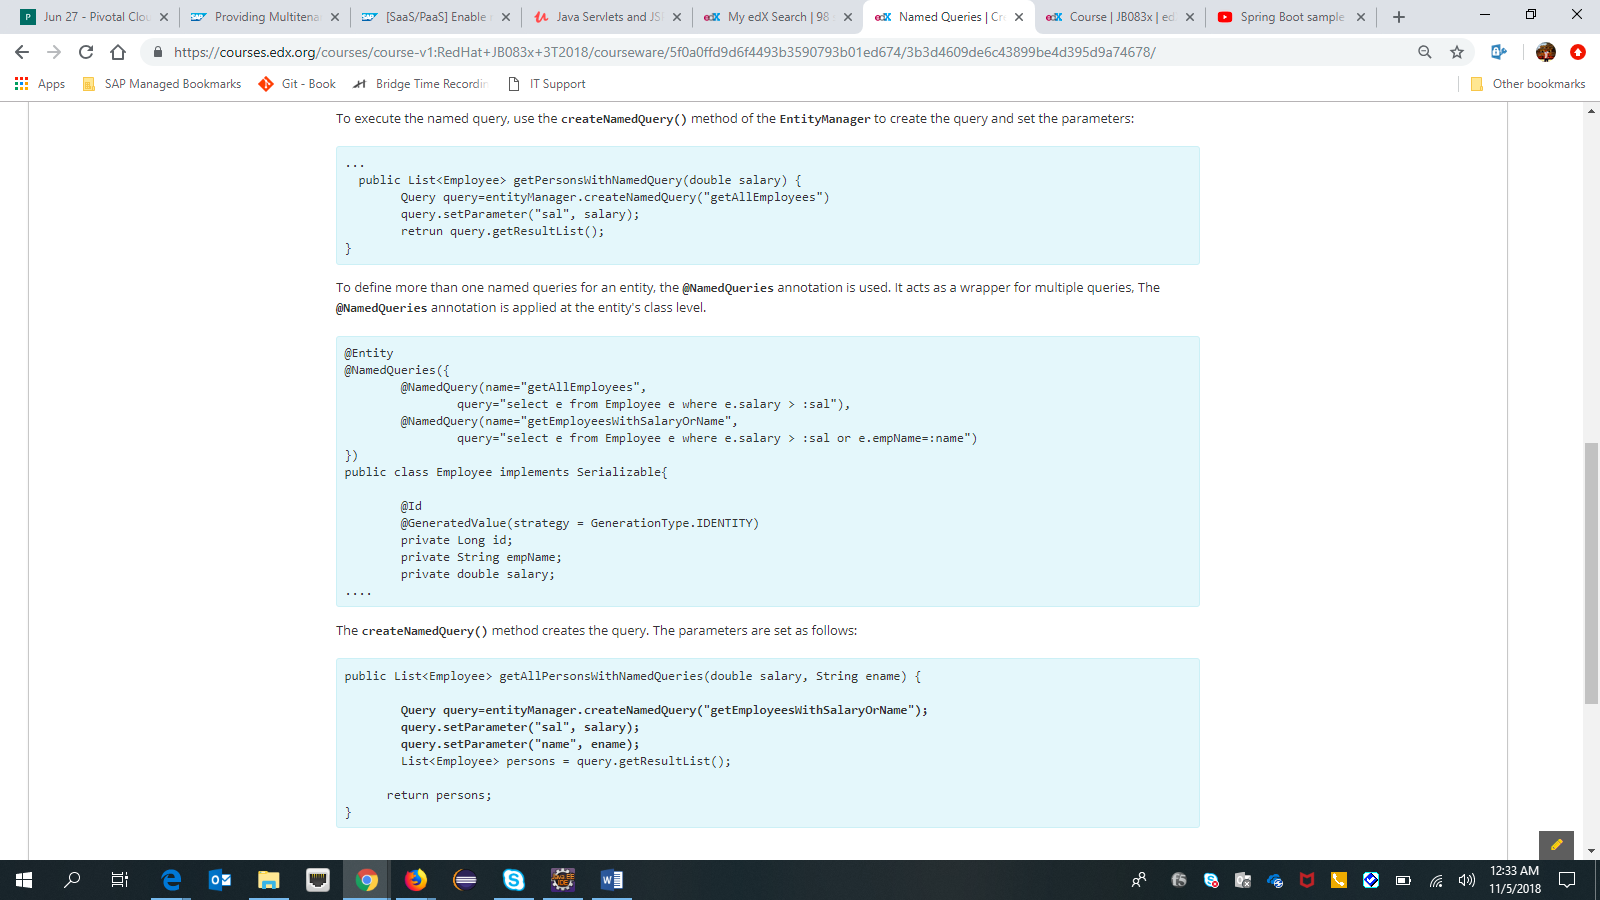 Jun 27 - Pivotal Clou
Providing Multitena
[SaaS/PaaS] Enable
Java Servlets and JS
My edX Search | 98
Named Queries | Cr
Course | JB083x | ed
Spring Boot sample
https://courses.edx.org/courses/course-v1:RedHat+JB083x+3T2018/courseware/5f0a0ffd9d6f4493b3590793b01ed674/3b3d4609de6c43899be4d395d9a74678/
Apps SAP Managed Bookmarks Git - Book Bridge Time Recordin IT Support Other bookmarks
To execute the named query, use the createNamedQuery() method of the EntityManager to create the query and set the parameters:
...
public List<Employee> getPersonsWithNamedQuery(double salary) {
Query query=entityManager.createNamedQuery("getAllEmployees")
query.setParameter("sal", salary);
retrun query.getResultList();
}
To define more than one named queries for an entity, the @NamedQueries annotation is used. It acts as a wrapper for multiple queries, The
@NamedQueries annotation is applied at the entity's class level.
@Entity
@NamedQueries({
@NamedQuery(name="getAllEmployees",
query="select e from Employee e where e.salary > :sal"),
@NamedQuery(name="getEmployeesWithSalaryOrName",
query="select e from Employee e where e.salary > :sal or e.empName=:name")
})
public class Employee implements Serializable{
@Id
@GeneratedValue(strategy = GenerationType.IDENTITY)
private Long id;
private String empName;
private double salary;
....
The createNamedQuery() method creates the query. The parameters are set as follows:
public List<Employee> getAllPersonsWithNamedQueries(double salary, String ename) {
Query query=entityManager.createNamedQuery("getEmployeesWithSalaryOrName");
query.setParameter("sal", salary);
query.setParameter("name", ename);
List<Employee> persons = query.getResultList();
return persons;
}
12:33 AM
11/5/2018